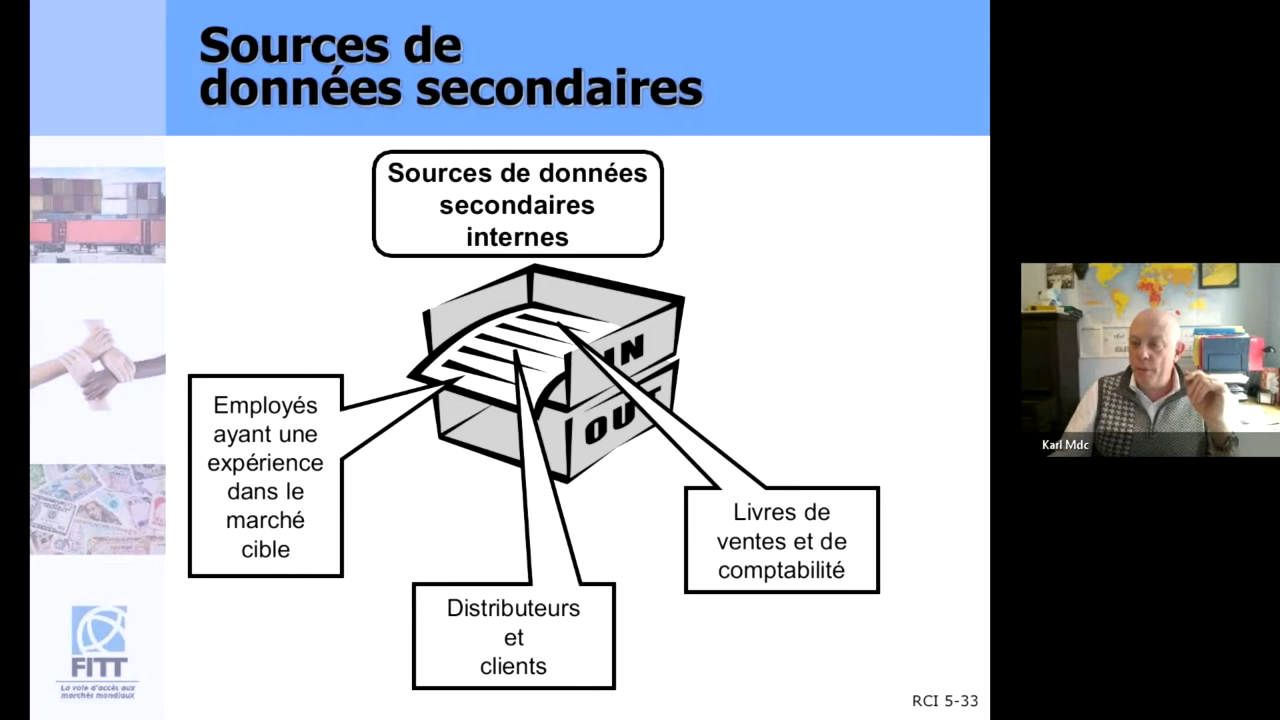 Sources de
données secondaires
Sources de données
secondaires
internes
IN
OUT
Employés
ayant une
expérience
dans le
marché
cible
Livres de
ventes et de
comptabilité
Distributeurs
et
clients
Karl Mdc
FITT
La voie d'accès aux
marchés mondiaux
RCI 5-33